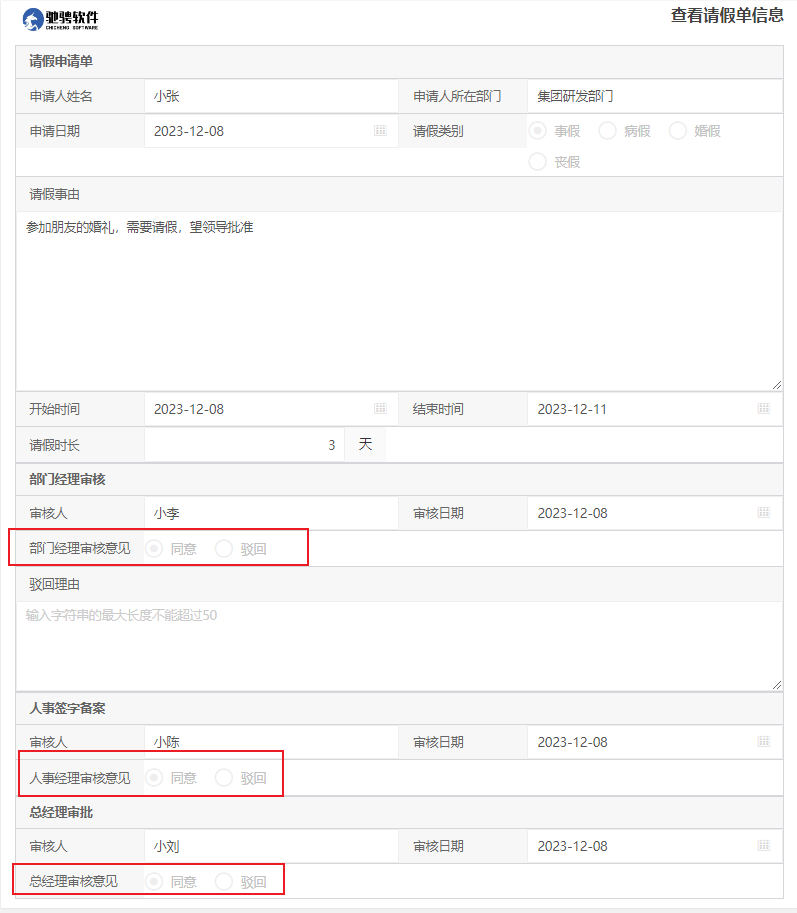 驰骋软件
CHICHENG SOFTWARE
查看请假单信息
请假申请单
申请人姓名 小张 申请人所在部门 集团研发部门
申请日期 2023-12-08 请假类别 事假 病假 婚假
丧假
请假事由
参加朋友的婚礼，需要请假，望领导批准
开始时间 2023-12-08 结束时间 2023-12-11
请假时长 3 天
部门经理审核
审核人 小李 审核日期 2023-12-08
部门经理审核意见 同意 驳回
驳回理由
输入字符串的最大长度不能超过50
人事签字备案
审核人 小陈 审核日期 2023-12-08
人事经理审核意见 同意 驳回
总经理审批
审核人 小刘 审核日期 2023-12-08
总经理审核意见 同意 驳回